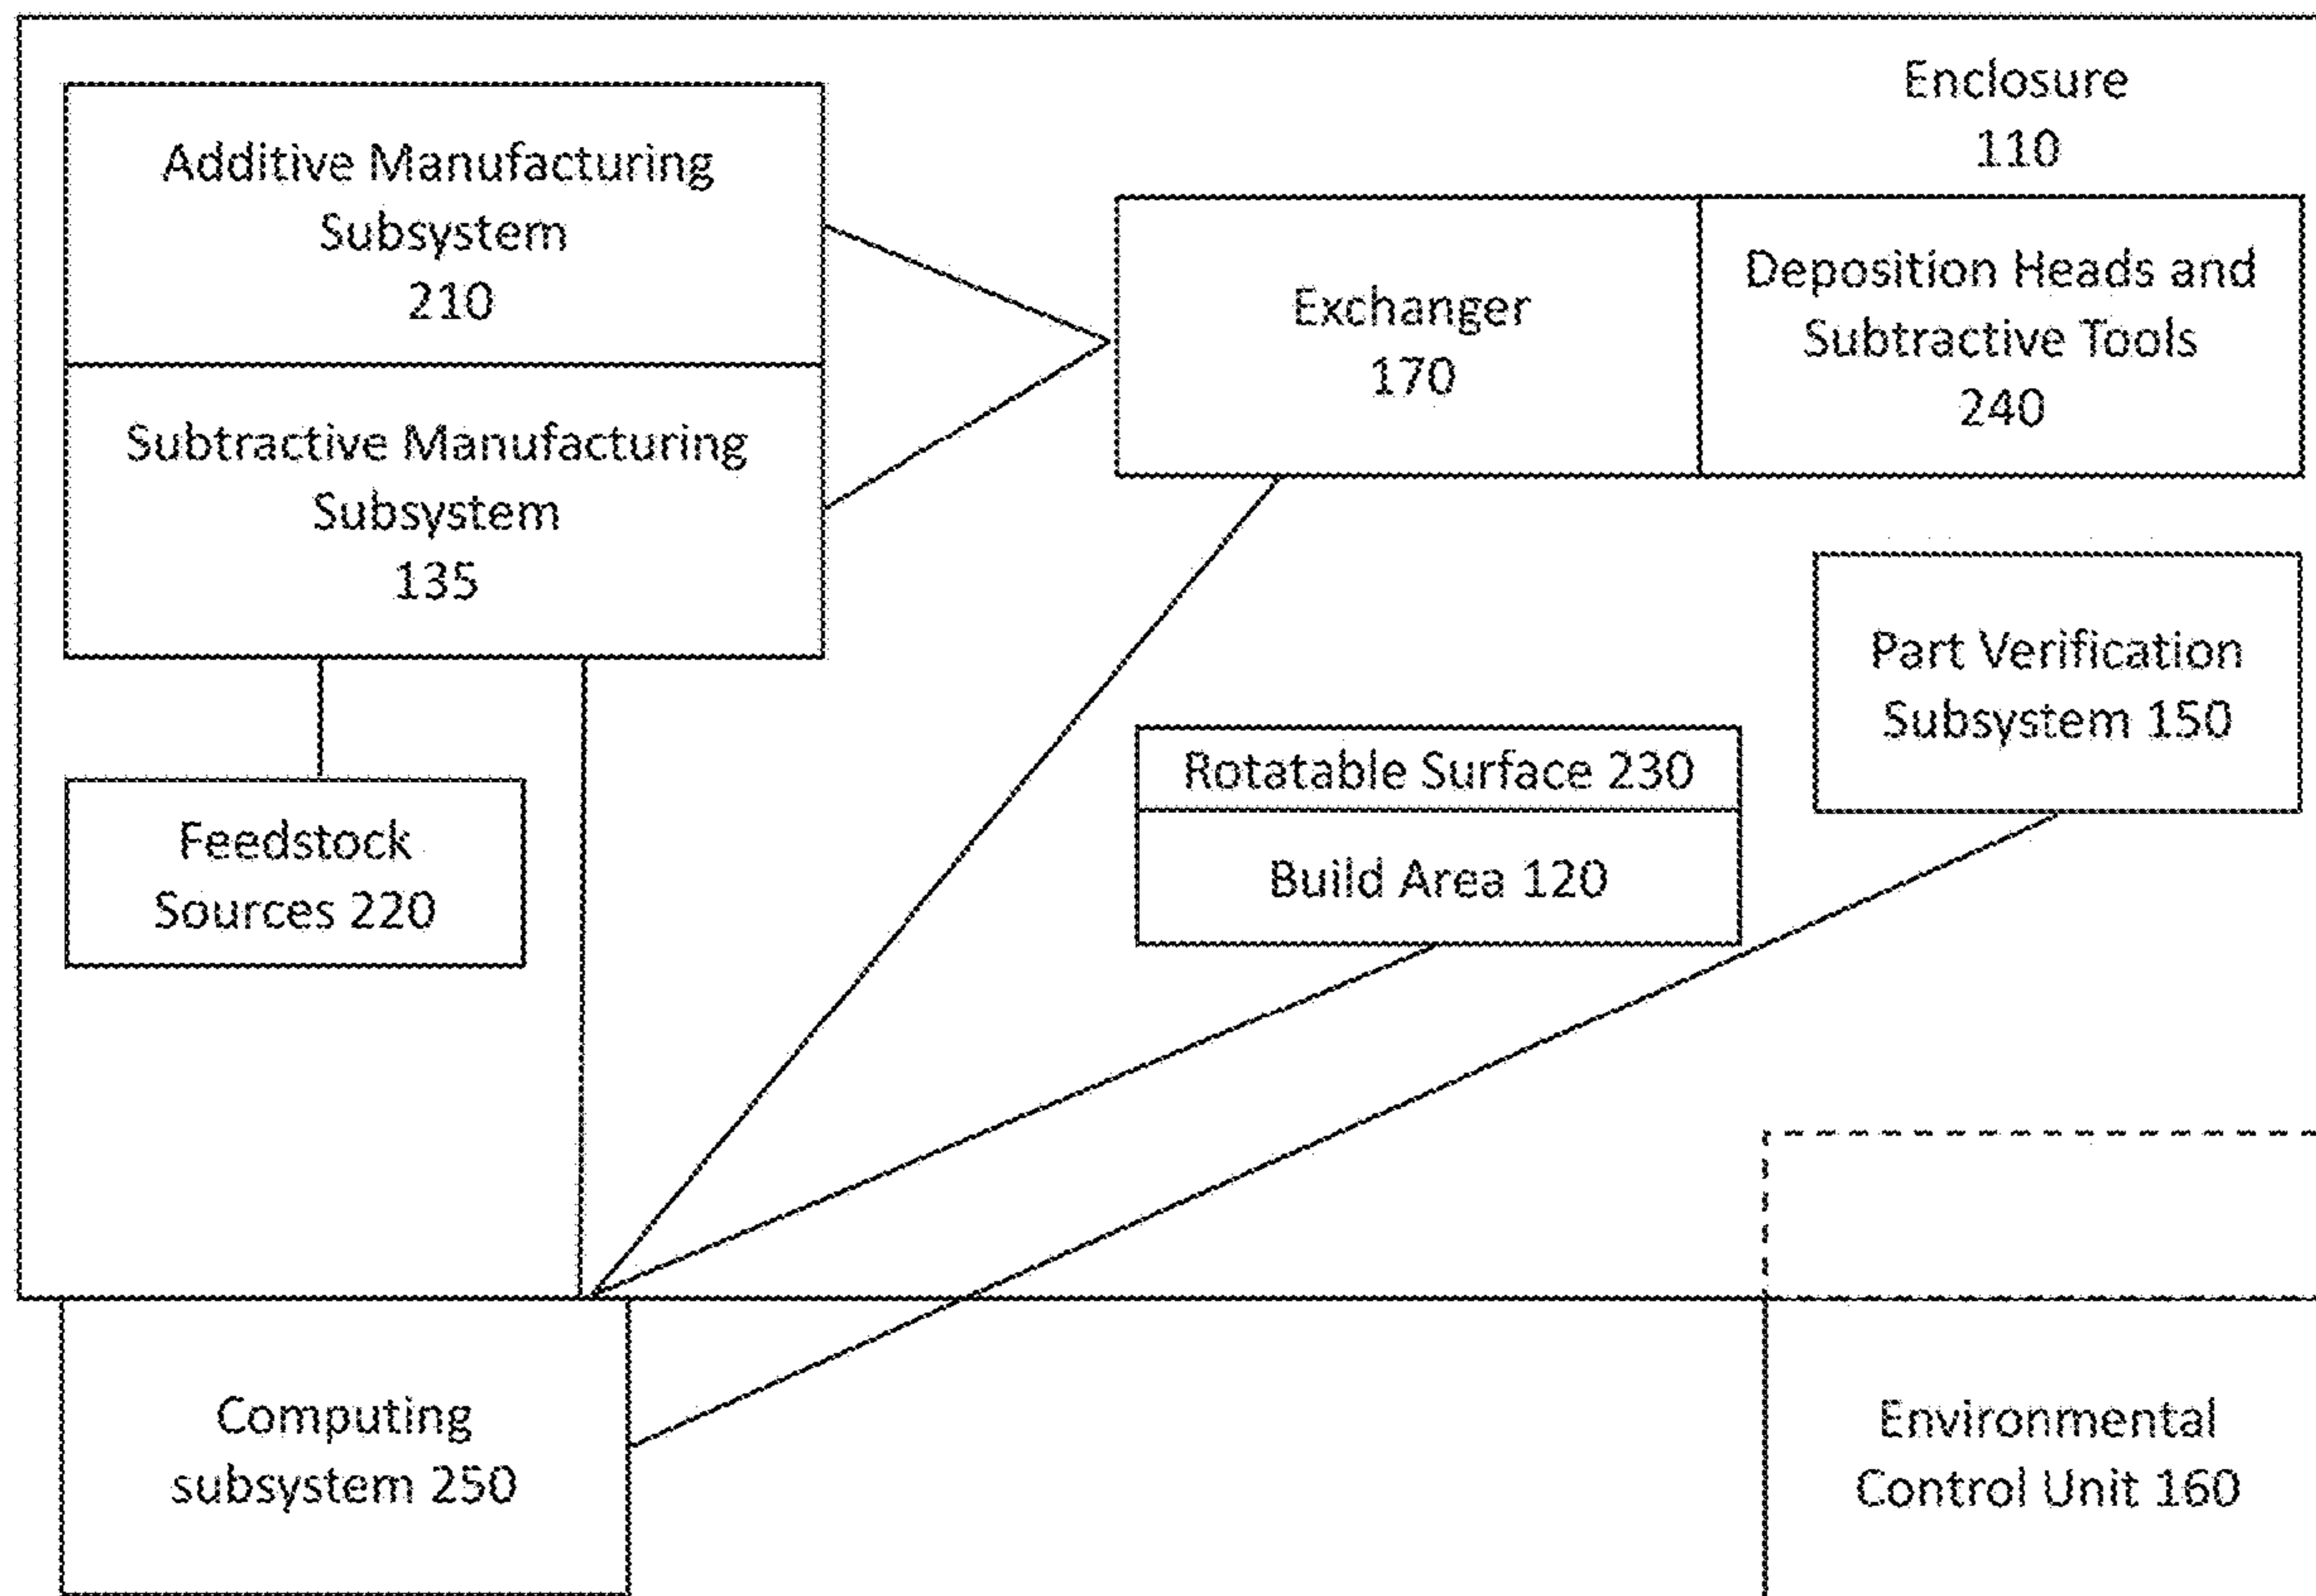 Enclosure
110
Additive Manufacturing
Subsystem
210
Exchanger
170
Deposition Heads and
Subtractive Tools
240
Subtractive Manufacturing
Subsystem
135
Part Verification
Subsystem 150
Rotatable Surface 230
Build Area 120
Feedstock
Sources 220
Computing
subsystem 250
Environmental
Control Unit 160